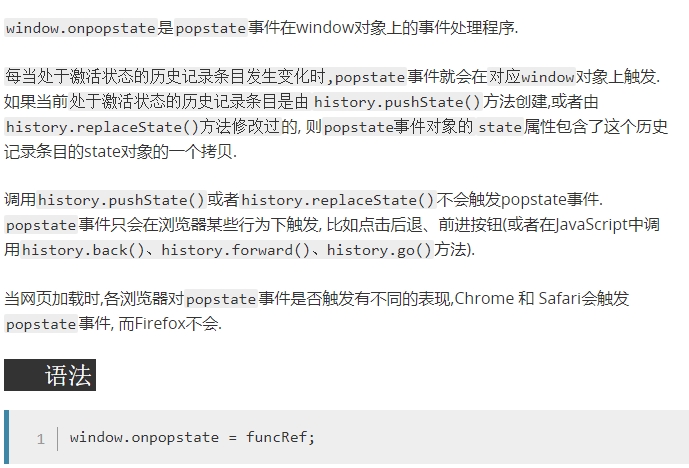 window.onpopstate是popstate事件在window对象上的事件处理程序.
每当处于激活状态的历史记录条目发生变化时,popstate事件就会在对应window对象上触发.
如果当前处于激活状态的历史记录条目是由 history.pushState()方法创建,或者由
history.replaceState()方法修改过的, 则popstate事件对象的 state属性包含了这个历史
记录条目的state对象的一个拷贝.
调用history.pushState()或者history.replaceState()不会触发popstate事件.
popstate事件只会在浏览器某些行为下触发, 比如点击后退、前进按钮(或者在JavaScript中调
用history.back()、history.forward()、history.go()方法).
当网页加载时,各浏览器对popstate事件是否触发有不同的表现,Chrome 和 Safari会触发
popstate事件, 而Firefox不会.
语法
1 window.onpopstate = funcRef;